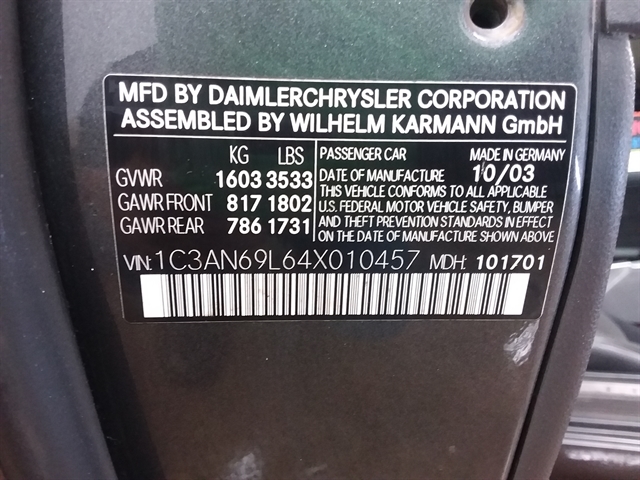 MFD BY DAIMLERCHRYSLER CORPORATION
ASSEMBLED BY WILHELM KARMANN GmbH
KG LBS
GVWR 1603 3533
GAWR FRONT 817 1802
GAWR REAR 786 1731
PASSENGER CAR MADE IN GERMANY
DATE OF MANUFACTURE 10/03
THIS VEHICLE CONFORMS TO ALL APPLICABLE
U.S. FEDERAL MOTOR VEHICLE SAFETY, BUMPER
AND THEFT PREVENTION STANDARDS IN EFFECT
ON THE DATE OF MANUFACTURE SHOWN ABOVE.
VIN: 1C3AN69L64X010457 MDH: 101701